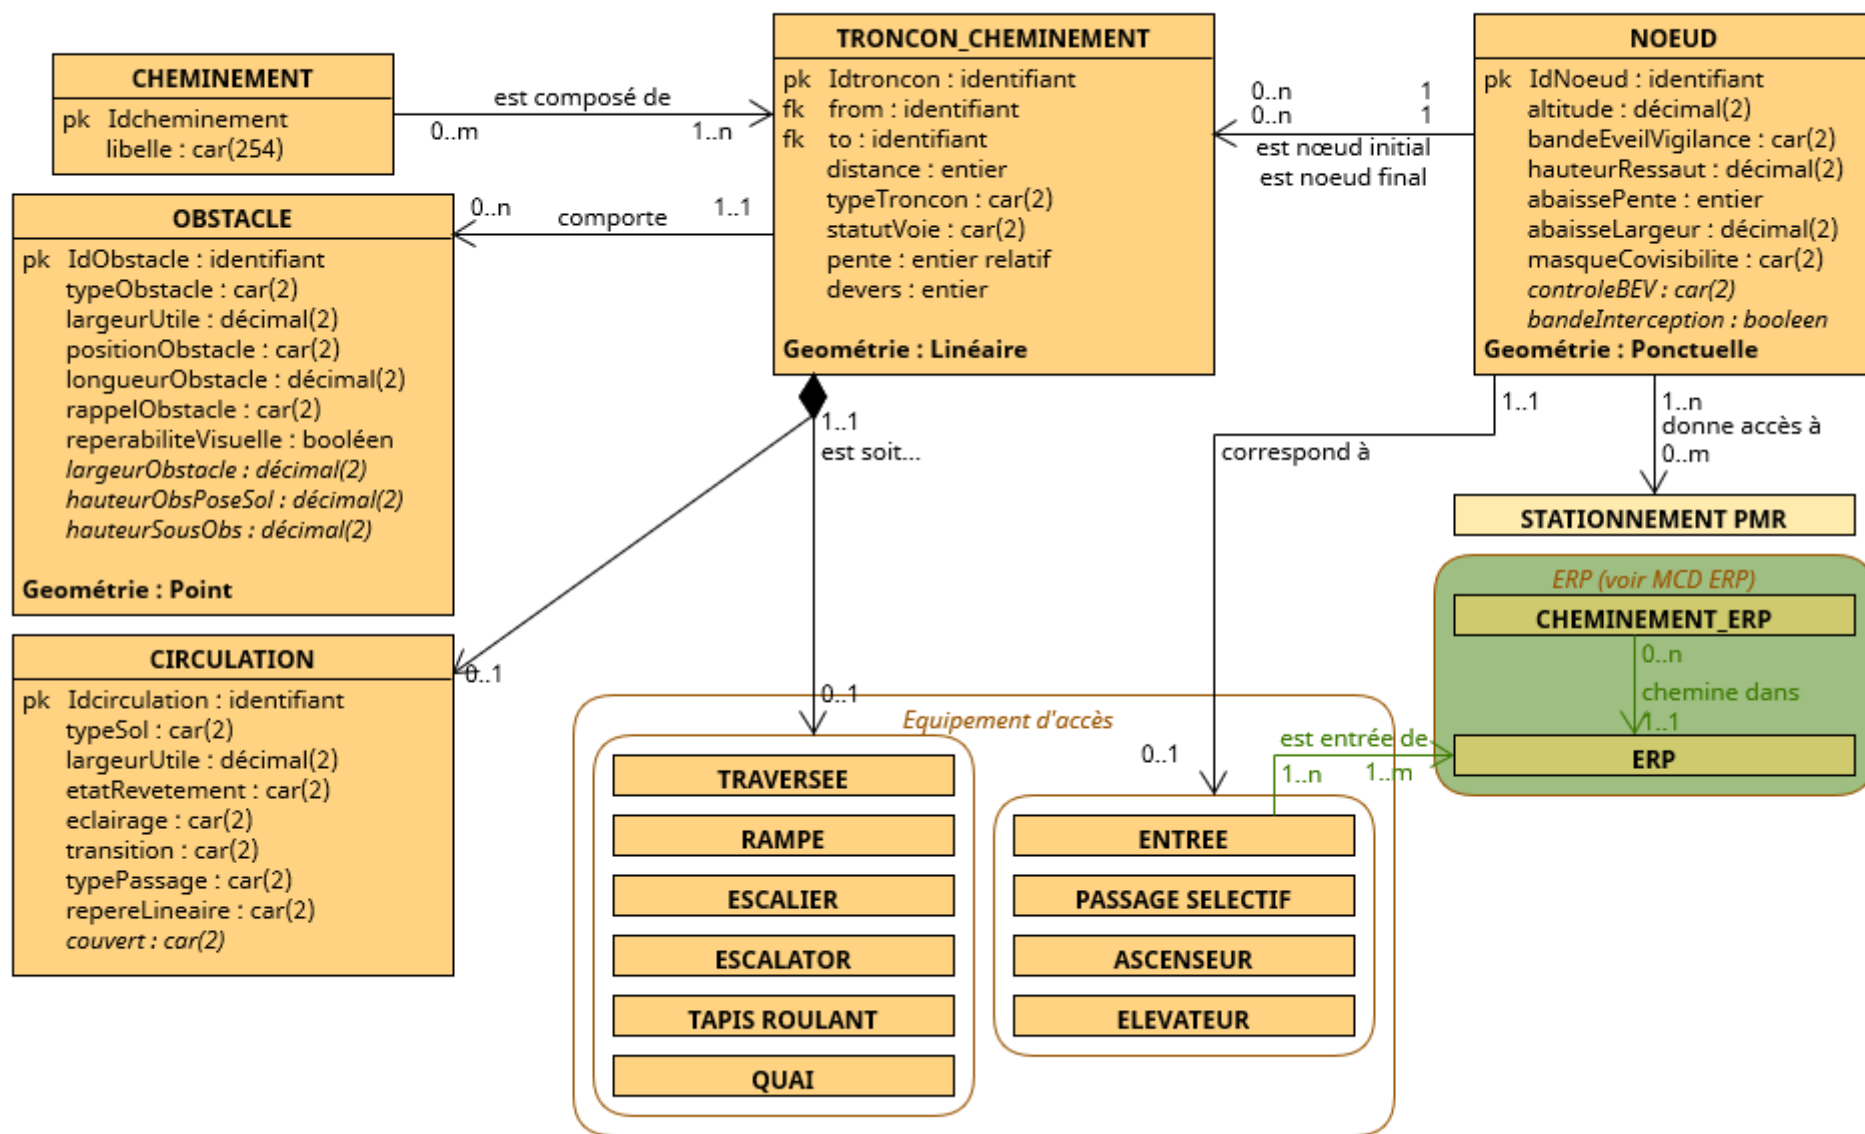 CHEMINEMENT
pk Idcheminement
libelle : car(254)
est composé de
0..m
1..n
TRONCON_CHEMINEMENT
pk Idtroncon : identifiant
fk from : identifiant
fk to : identifiant
distance : entier
typeTroncon : car(2)
statutVoie : car(2)
pente : entier relatif
devers : entier
Geométrie : Linéaire
0..n 1
0..n 1
est nœud initial
est noeud final
NOEUD
pk IdNoeud : identifiant
altitude : décimal(2)
bandeEveilVigilance : car(2)
hauteurRessaut : décimal(2)
abaissePente : entier
abaisseLargeur : décimal(2)
masqueCovisibilite : car(2)
controleBEV : car(2)
bandeInterception : booleen
Geométrie : Ponctuelle
OBSTACLE
pk IdObstacle : identifiant
typeObstacle : car(2)
largeurUtile : décimal(2)
positionObstacle : car(2)
longueurObstacle : décimal(2)
rappelObstacle : car(2)
reperabiliteVisuelle : booléen
largeurObstacle : décimal(2)
hauteurObsPoseSol : décimal(2)
hauteurSousObs : décimal(2)
Geométrie : Point
0..n
comporte
1..1
1..1
est soit...
0..1
0..1
1..1
correspond à
0..1
1..n
donne accès à
0..m
STATIONNEMENT PMR
ERP (voir MCD ERP)
CHEMINEMENT_ERP
0..n
chemine dans
1..1
ERP
CIRCULATION
pk Idcirculation : identifiant
typeSol : car(2)
largeurUtile : décimal(2)
etatRevetement : car(2)
eclairage : car(2)
transition : car(2)
typePassage : car(2)
repereLineaire : car(2)
couvert : car(2)
Equipement d'accès
TRAVERSEE
RAMPE
ESCALIER
ESCALATOR
TAPIS ROULANT
QUAI
est entrée de
1..n
1..m
ENTREE
PASSAGE SELECTIF
ASCENSEUR
ELEVATEUR